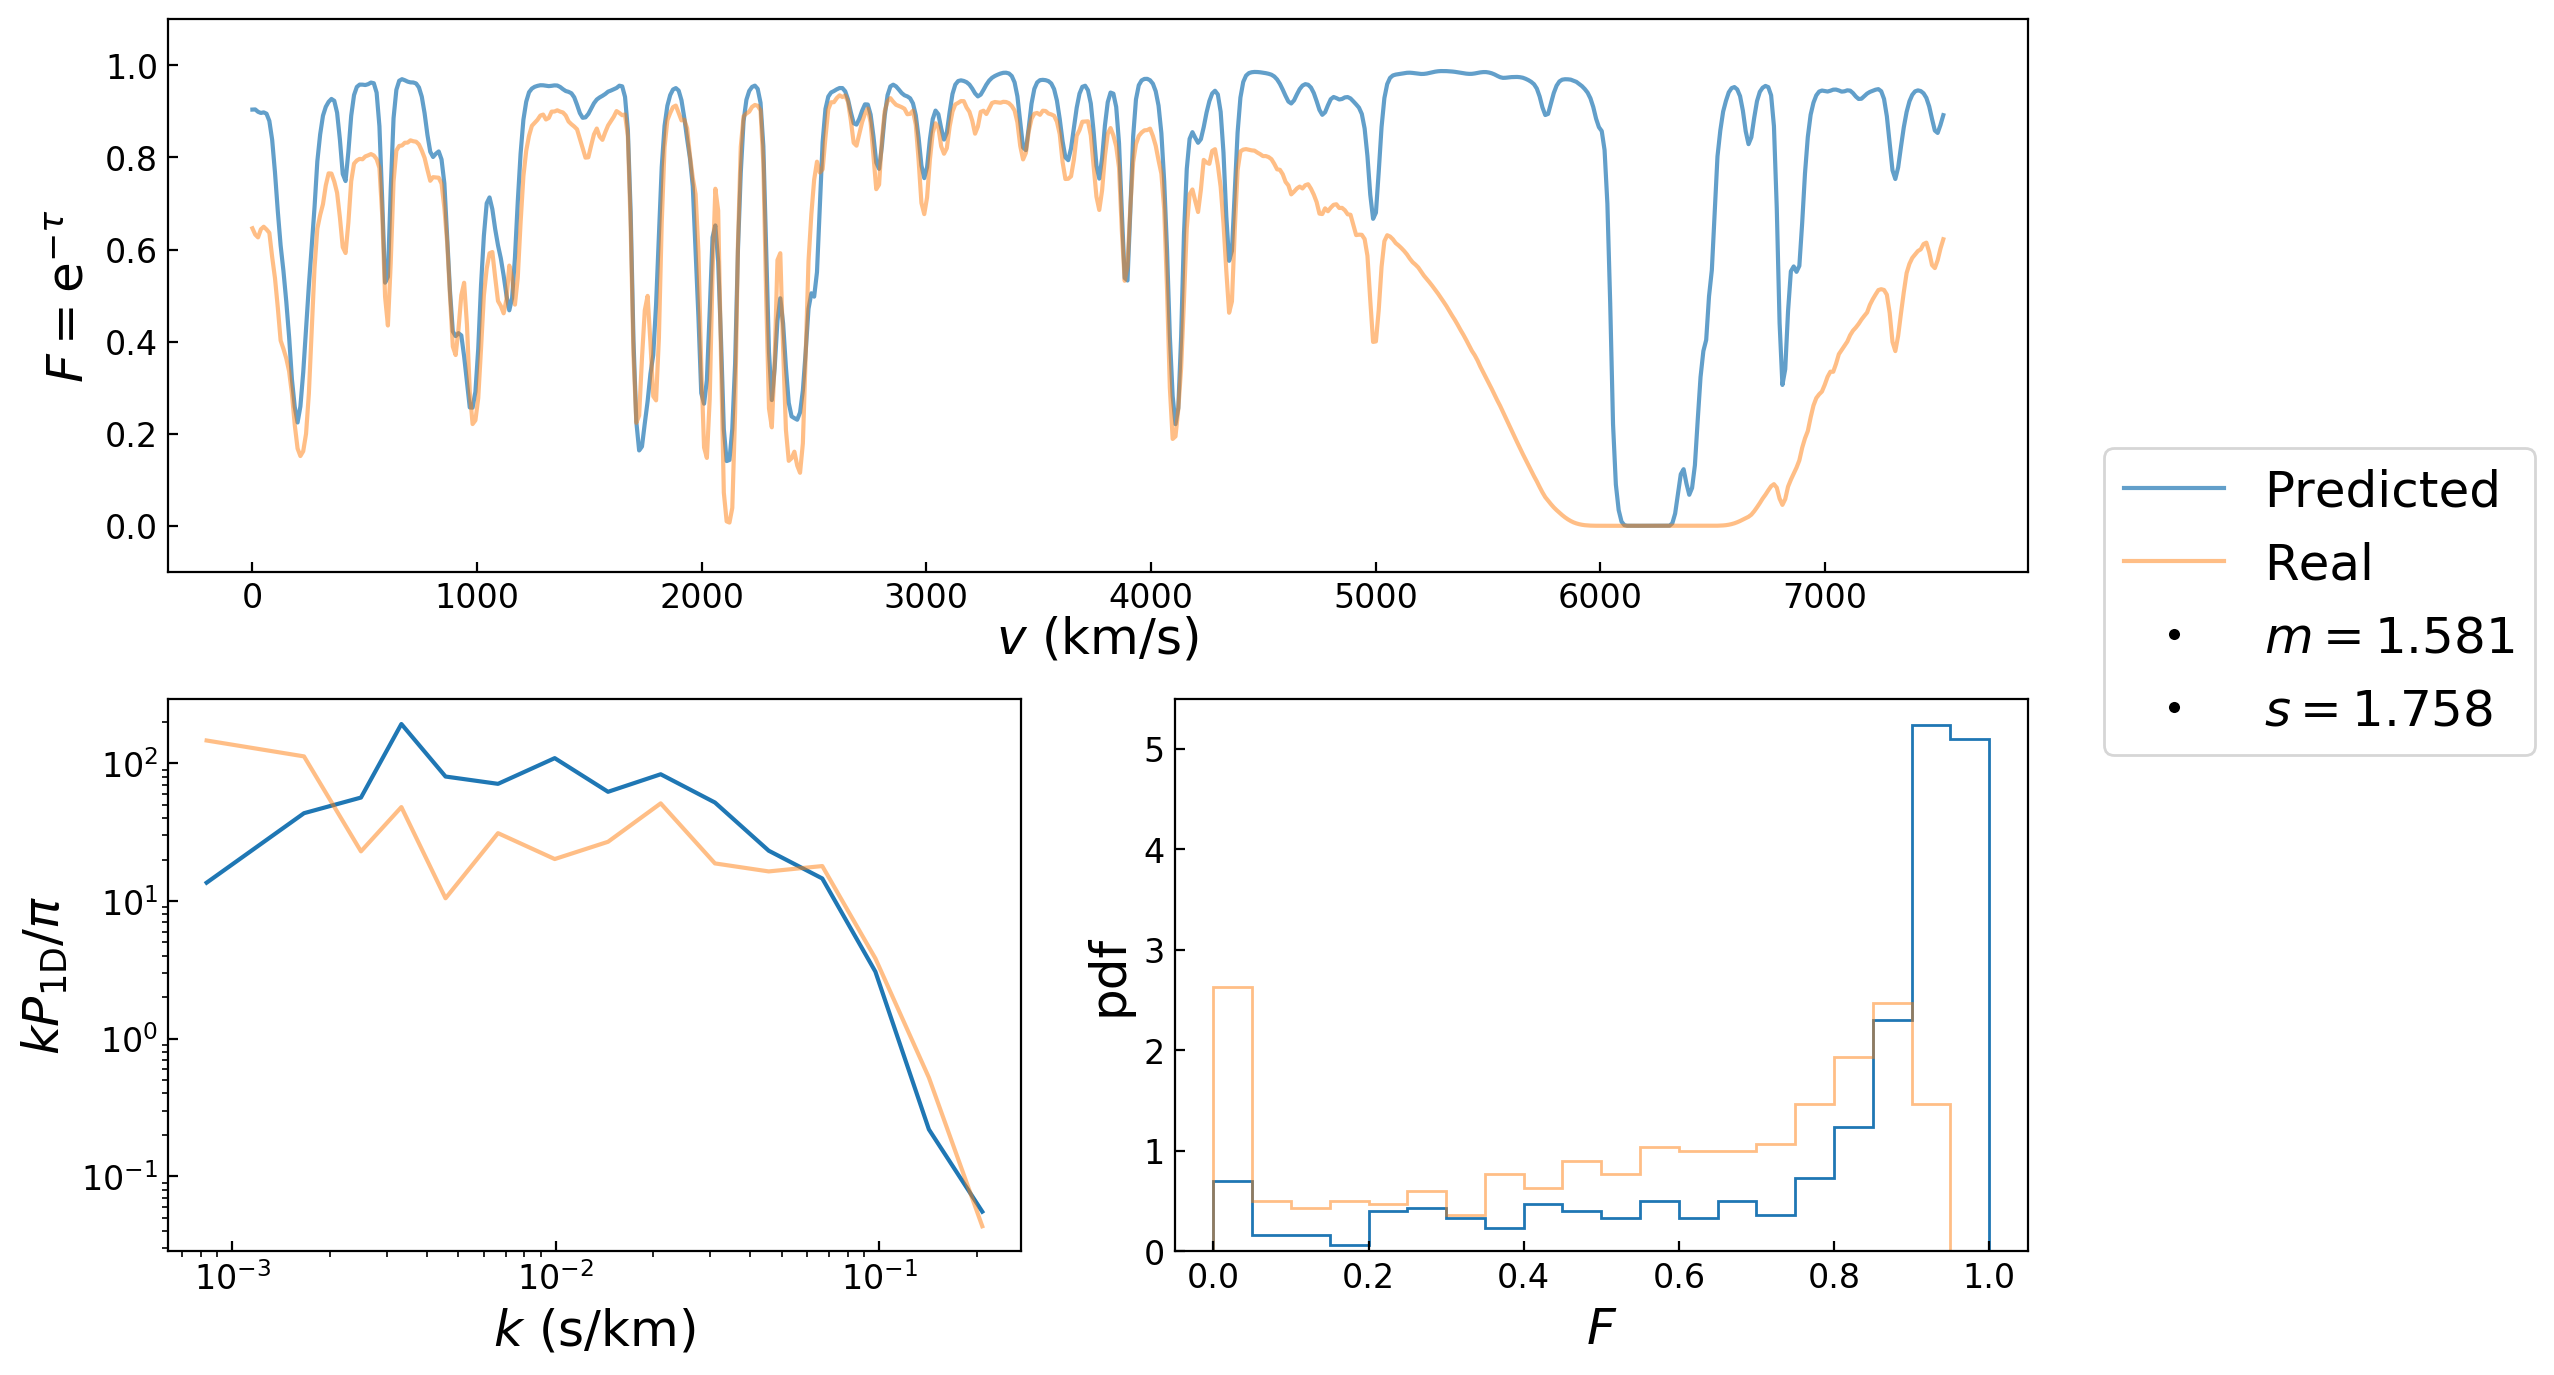 F = e^{-τ}
1.0
0.8
0.6
0.4
0.2
0.0
0 1000 2000 3000 4000 5000 6000 7000
v (km/s)
Predicted
Real
m = 1.581
s = 1.758
kP_{1D}/π
10^2
10^1
10^0
10^{-1}
10^{-3} 10^{-2} 10^{-1}
k (s/km)
pdf
5
4
3
2
1
0
0.0 0.2 0.4 0.6 0.8 1.0
F